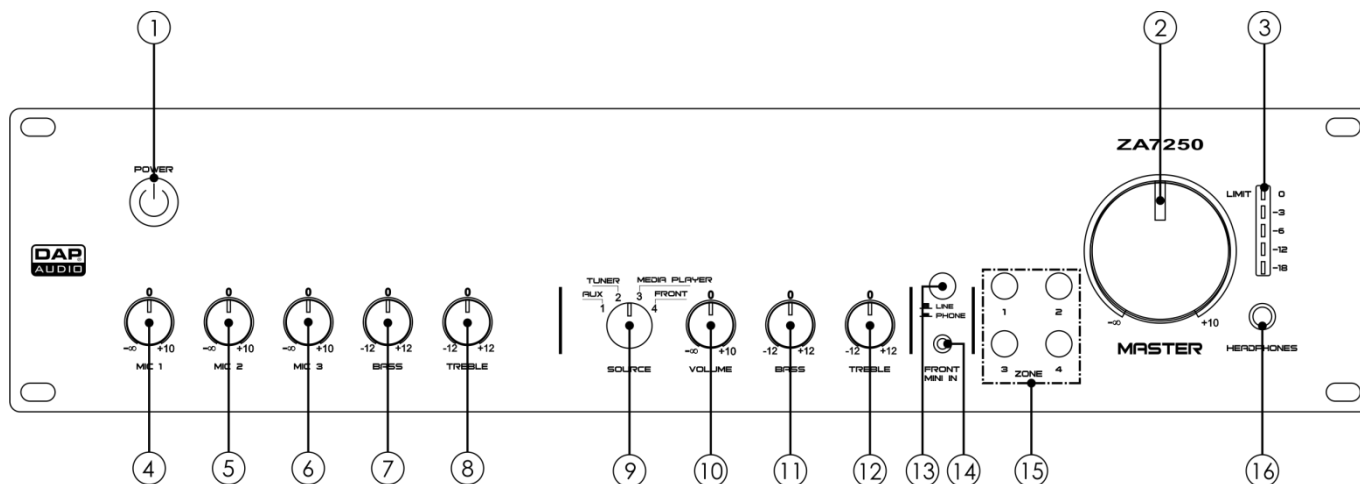 1 2 3
ZA7250
POWER
LIMIT 0
-3
-6
-12
-18
DAP®
AUDIO
0 0 0 0 0
-∞ +10 -∞ +10 -∞ +10 -12 +12 -12 +12
MIC 1 MIC 2 MIC 3 BASS TREBLE
TUNER MEDIA PLAYER
AUX 2 3 FRONT
1 4
SOURCE
0 0 0
-∞ +10 -12 +12 -12 +12
VOLUME BASS TREBLE
LINE
PHONE
FRONT
MINI IN
1 2
3 ZONE 4
-∞ +10
MASTER
HEADPHONES
4 5 6 7 8 9 10 11 12 13 14 15 16